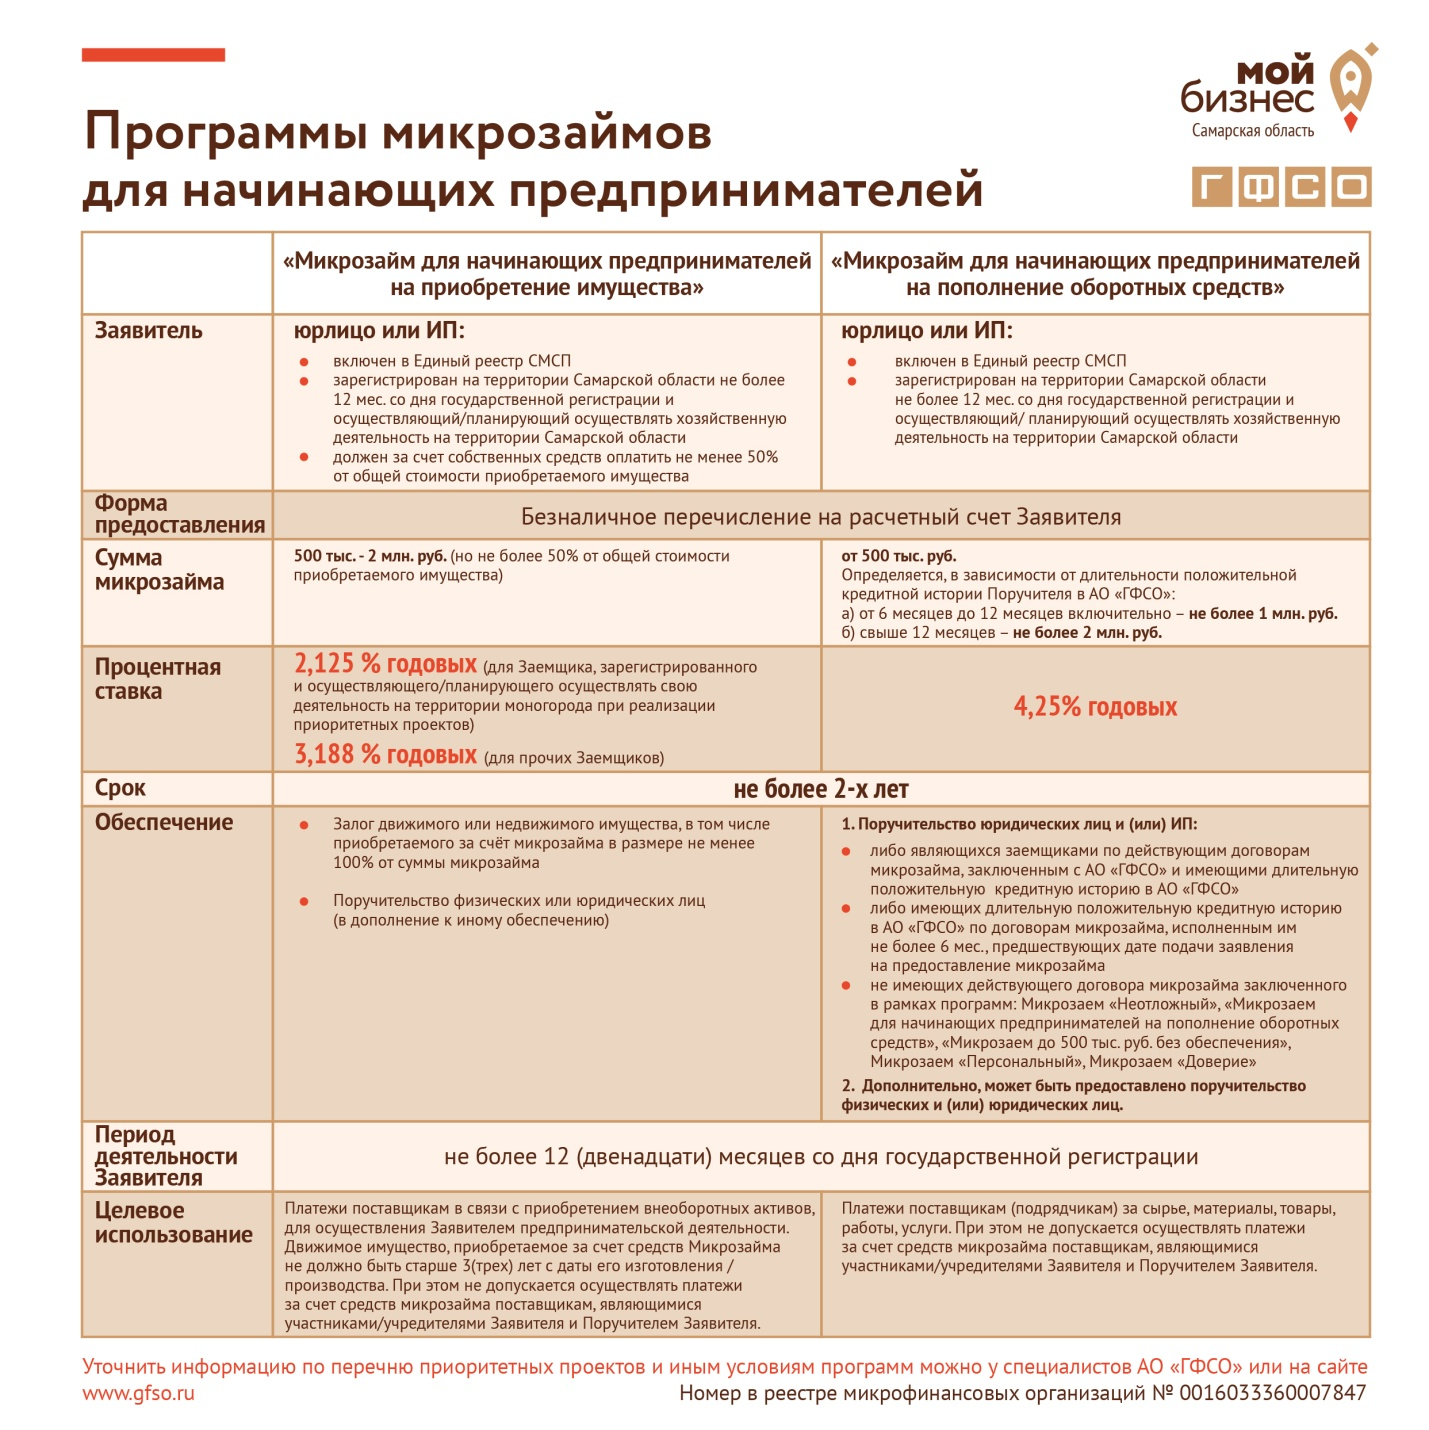 мой
бизнес
Самарская область
ГФСО
Программы микрозаймов
для начинающих предпринимателей
«Микрозайм для начинающих предпринимателей
на приобретение имущества»
«Микрозайм для начинающих предпринимателей
на пополнение оборотных средств»
Заявитель
юрлицо или ИП:
включен в Единый реестр СМСП
зарегистрирован на территории Самарской области не более
12 мес. со дня государственной регистрации и
осуществляющий/планирующий осуществлять хозяйственную
деятельность на территории Самарской области
должен за счет собственных средств оплатить не менее 50%
от общей стоимости приобретаемого имущества
юрлицо или ИП:
включен в Единый реестр СМСП
зарегистрирован на территории Самарской области
не более 12 мес. со дня государственной регистрации и
осуществляющий/ планирующий осуществлять хозяйственную
деятельность на территории Самарской области
Форма
предоставления
Безналичное перечисление на расчетный счет Заявителя
Сумма
микрозайма
500 тыс. - 2 млн. руб. (но не более 50% от общей стоимости
приобретаемого имущества)
от 500 тыс. руб.
Определяется, в зависимости от длительности положительной
кредитной истории Поручителя в АО «ГФСО»:
а) от 6 месяцев до 12 месяцев включительно – не более 1 млн. руб.
б) свыше 12 месяцев – не более 2 млн. руб.
Процентная
ставка
2,125 % годовых (для Заемщика, зарегистрированного
и осуществляющего/планирующего осуществлять свою
деятельность на территории моногорода при реализации
приоритетных проектов)
3,188 % годовых (для прочих Заемщиков)
4,25% годовых
Срок
не более 2-х лет
Обеспечение
Залог движимого или недвижимого имущества, в том числе
приобретаемого за счёт микрозайма в размере не менее
100% от суммы микрозайма
Поручительство физических или юридических лиц
(в дополнение к иному обеспечению)
1. Поручительство юридических лиц и (или) ИП:
либо являющихся заемщиками по действующим договорам
микрозайма, заключенным с АО «ГФСО» и имеющими длительную
положительную кредитную историю в АО «ГФСО»
либо имеющих длительную положительную кредитную историю
в АО «ГФСО» по договорам микрозайма, исполненным им
не более 6 мес., предшествующих дате подачи заявления
на предоставление микрозайма
не имеющих действующего договора микрозайма заключенного
в рамках программ: Микрозаем «Неотложный», «Микрозаем
для начинающих предпринимателей на пополнение оборотных
средств», «Микрозаем до 500 тыс. руб. без обеспечения»,
Микрозаем «Персональный», Микрозаем «Доверие»
2. Дополнительно, может быть предоставлено поручительство
физических и (или) юридических лиц.
Период
деятельности
Заявителя
не более 12 (двенадцати) месяцев со дня государственной регистрации
Целевое
использование
Платежи поставщикам в связи с приобретением внеоборотных активов,
для осуществления Заявителем предпринимательской деятельности.
Движимое имущество, приобретаемое за счет средств Микрозайма
не должно быть старше 3(трех) лет с даты его изготовления /
производства. При этом не допускается осуществлять платежи
за счет средств микрозайма поставщикам, являющимися
участниками/учредителями Заявителя и Поручителем Заявителя.
Платежи поставщикам (подрядчикам) за сырье, материалы, товары,
работы, услуги. При этом не допускается осуществлять платежи
за счет средств микрозайма поставщикам, являющимися
участниками/учредителями Заявителя и Поручителем Заявителя.
Уточнить информацию по перечню приоритетных проектов и иным условиям программ можно у специалистов АО «ГФСО» или на сайте
www.gfso.ru
Номер в реестре микрофинансовых организаций № 0016033360007847